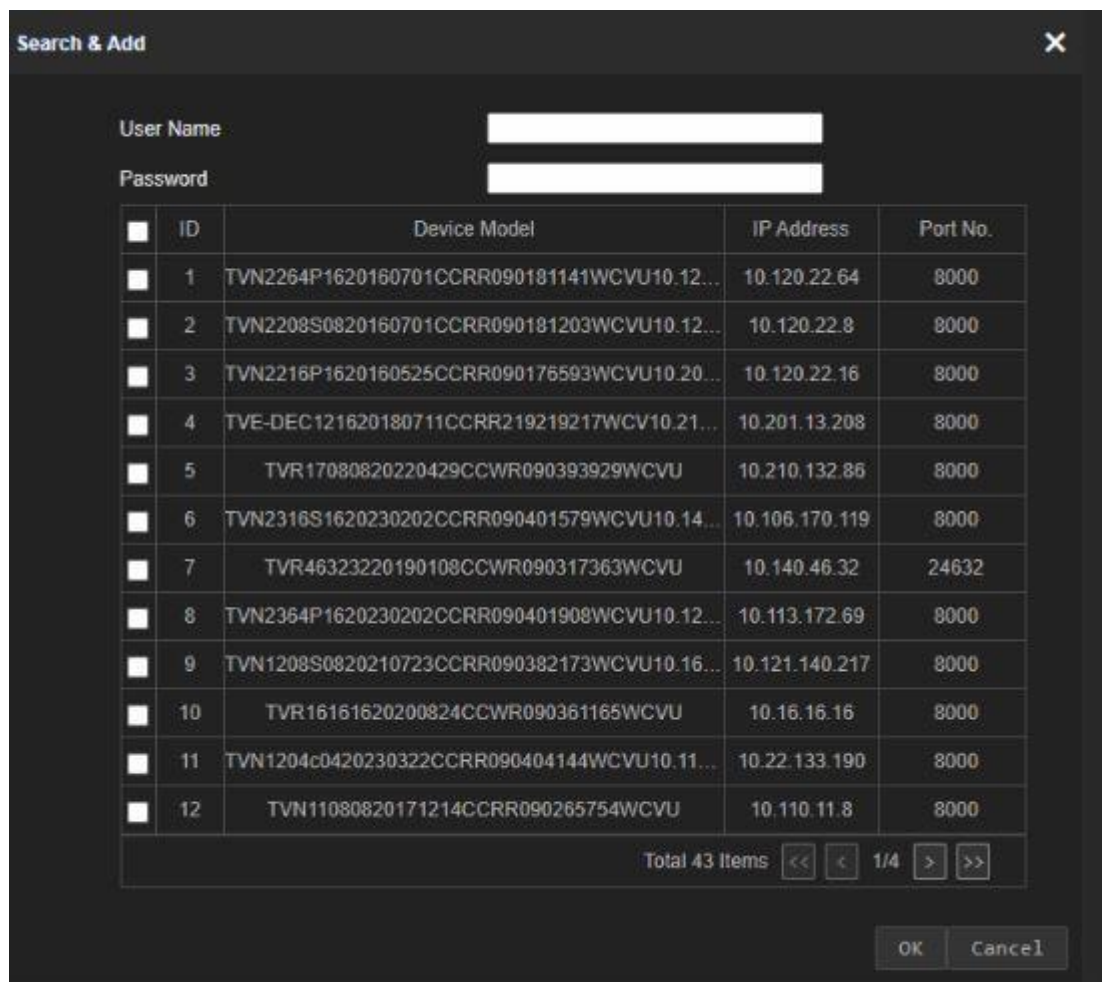 Search & Add
User Name
Password
ID Device Model IP Address Port No.
1 TVN2264P1620160701CCRR090181141WCVU10.12... 10.120.22.64 8000
2 TVN2208S0820160701CCRR090181203WCVU10.12... 10.120.22.8 8000
3 TVN2216P1620160525CCRR090176593WCVU10.20... 10.120.22.16 8000
4 TVE-DEC121620180711CCRR219219217WCV10.21... 10.201.13.208 8000
5 TVR17080820220429CCWR090393929WCVU 10.210.132.86 8000
6 TVN2316S1620230202CCRR090401579WCVU10.14... 10.106.170.119 8000
7 TVR46323220190108CCWR090317363WCVU 10.140.46.32 24632
8 TVN2364P1620230202CCRR090401908WCVU10.12... 10.113.172.69 8000
9 TVN1208S0820210723CCRR090382173WCVU10.16... 10.121.140.217 8000
10 TVR16161620200824CCWR090361165WCVU 10.16.16.16 8000
11 TVN1204c0420230322CCRR090404144WCVU10.11... 10.22.133.190 8000
12 TVN11080820171214CCRR090265754WCVU 10.110.11.8 8000
Total 43 Items << < 1/4 > >>
OK Cancel